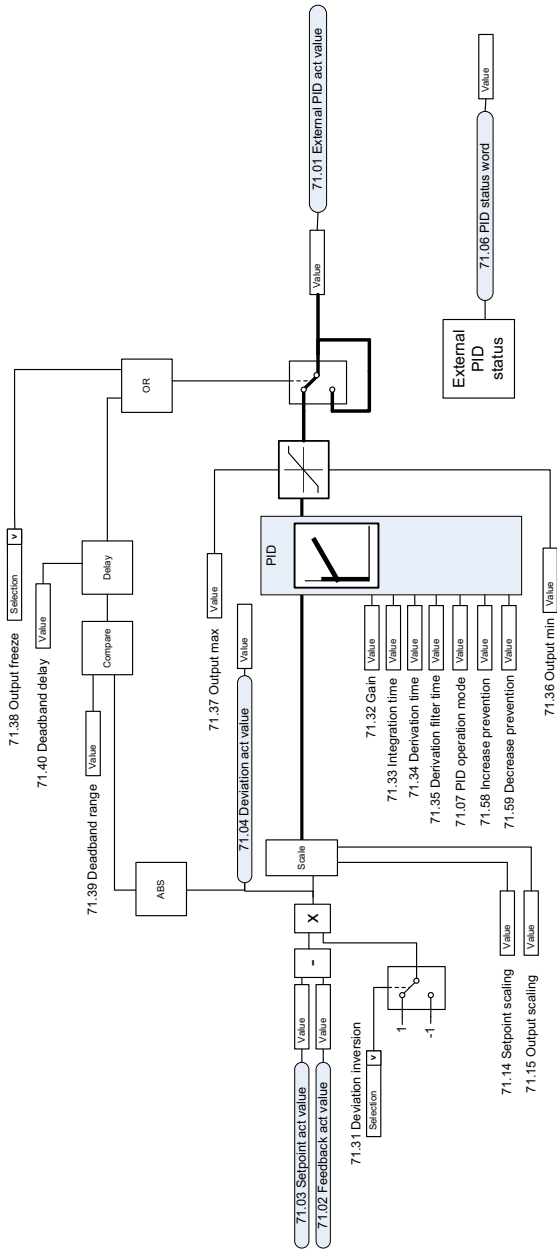 71.38 Output freeze
Selection v
71.40 Deadband delay
Value
71.39 Deadband range
Value
Compare
Delay
OR
ABS
71.04 Deviation act value
Value
71.37 Output max
Value
71.03 Setpoint act value
Value
71.02 Feedback act value
Value
-
X
Scale
PID
Value
71.01 External PID act value
71.31 Deviation inversion
Selection v
1
-1
71.14 Setpoint scaling
Value
71.15 Output scaling
Value
71.32 Gain
Value
71.33 Integration time
Value
71.34 Derivation time
Value
71.35 Derivation filter time
Value
71.07 PID operation mode
Value
71.58 Increase prevention
Value
71.59 Decrease prevention
Value
71.36 Output min
Value
External
PID
status
71.06 PID status word
Value